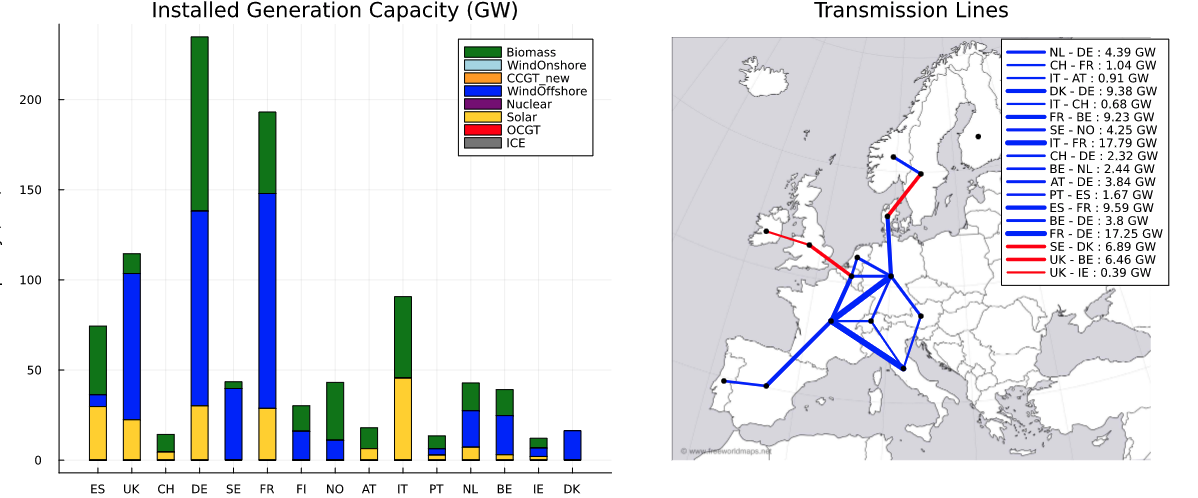 Installed Generation Capacity (GW)
Biomass
WindOnshore
CCGT_new
WindOffshore
Nuclear
Solar
OCGT
ICE
200
150
100
50
0
ES UK CH DE SE FR FI NO AT IT PT NL BE IE DK
Transmission Lines
NL - DE : 4.39 GW
CH - FR : 1.04 GW
IT - AT : 0.91 GW
DK - DE : 9.38 GW
IT - CH : 0.68 GW
FR - BE : 9.23 GW
SE - NO : 4.25 GW
IT - FR : 17.79 GW
CH - DE : 2.32 GW
BE - NL : 2.44 GW
AT - DE : 3.84 GW
PT - ES : 1.67 GW
ES - FR : 9.59 GW
BE - DE : 3.8 GW
FR - DE : 17.25 GW
SE - DK : 6.89 GW
UK - BE : 6.46 GW
UK - IE : 0.39 GW
© www.freeworldmaps.net